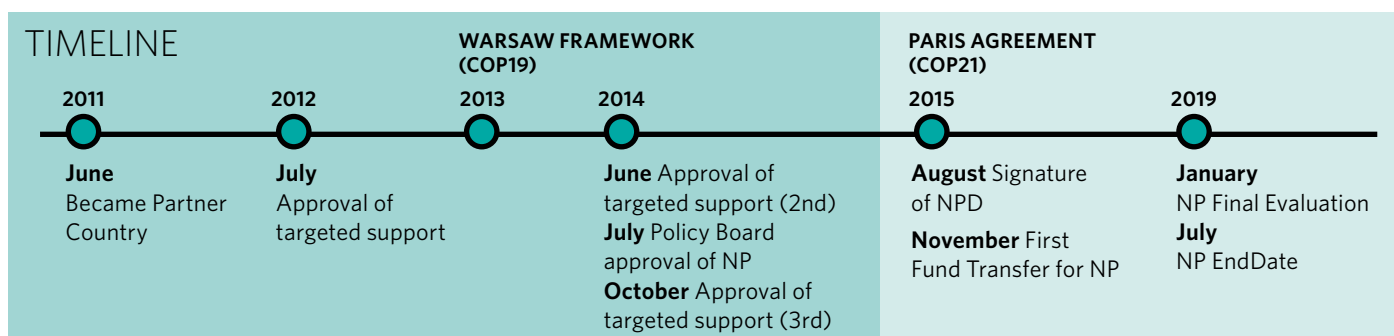 TIMELINE
WARSAW FRAMEWORK
(COP19)
PARIS AGREEMENT
(COP21)
2011
June
Became Partner
Country
2012
July
Approval of
targeted support
2013
2014
June Approval of
targeted support (2nd)
July Policy Board
approval of NP
October Approval of
targeted support (3rd)
2015
August Signature
of NPD
November First
Fund Transfer for NP
2019
January
NP Final Evaluation
July
NP EndDate